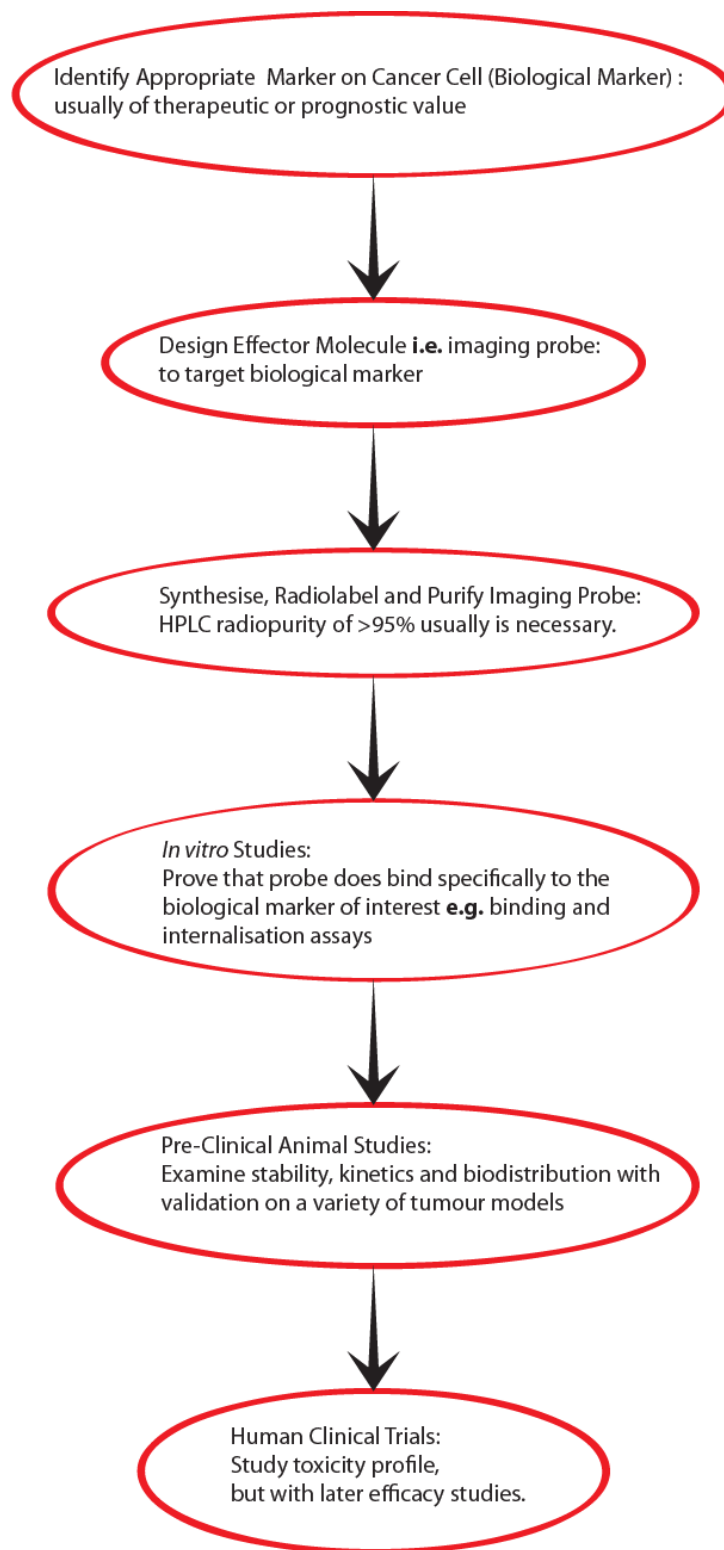 Identify Appropriate  Marker on Cancer Cell (Biological Marker) :
usually of therapeutic or prognostic value
Design Effector Molecule i.e. imaging probe:
to target biological marker
Synthesise, Radiolabel and Purify Imaging Probe:
HPLC radiopurity of >95% usually is necessary.
In vitro Studies:
Prove that probe does bind specifically to the
biological marker of interest e.g. binding and
internalisation assays
Pre-Clinical Animal Studies:
Examine stability, kinetics and biodistribution with
validation on a variety of tumour models
Human Clinical Trials:
Study toxicity profile,
but with later efficacy studies.